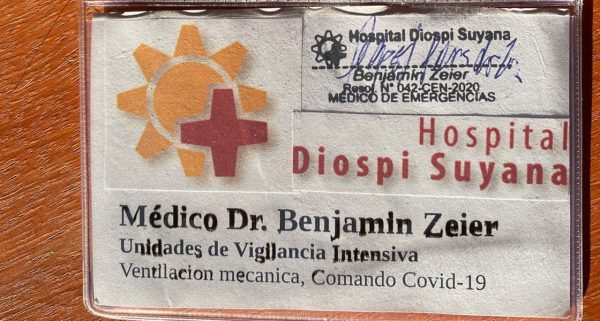 Hospital Diospi Suyana
Benjamin Zeier
Resol. N° 042-CEN-2020
MÉDICO DE EMERGENCIAS
Hospital
Diospi Suyana
Médico Dr. Benjamin Zeier
Unidades de Vigilancia Intensiva
Ventilacion mecanica, Comando Covid-19